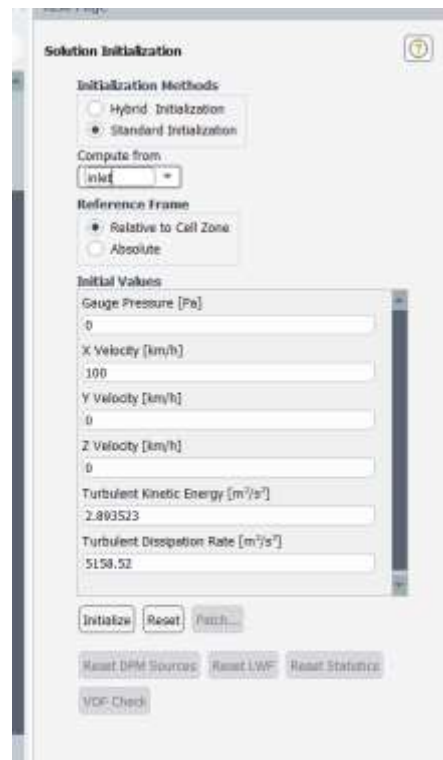 Task Page
Solution Initialization
Initialization Methods
Hybrid Initialization
Standard Initialization
Compute from
inlet
Reference Frame
Relative to Cell Zone
Absolute
Initial Values
Gauge Pressure [Pa]
0
X Velocity [km/h]
100
Y Velocity [km/h]
0
Z Velocity [km/h]
0
Turbulent Kinetic Energy [m²/s²]
2.893523
Turbulent Dissipation Rate [m²/s³]
5158.52
Initialize Reset Patch...
Reset DPM Sources Reset LWF Reset Statistics
VOF Check